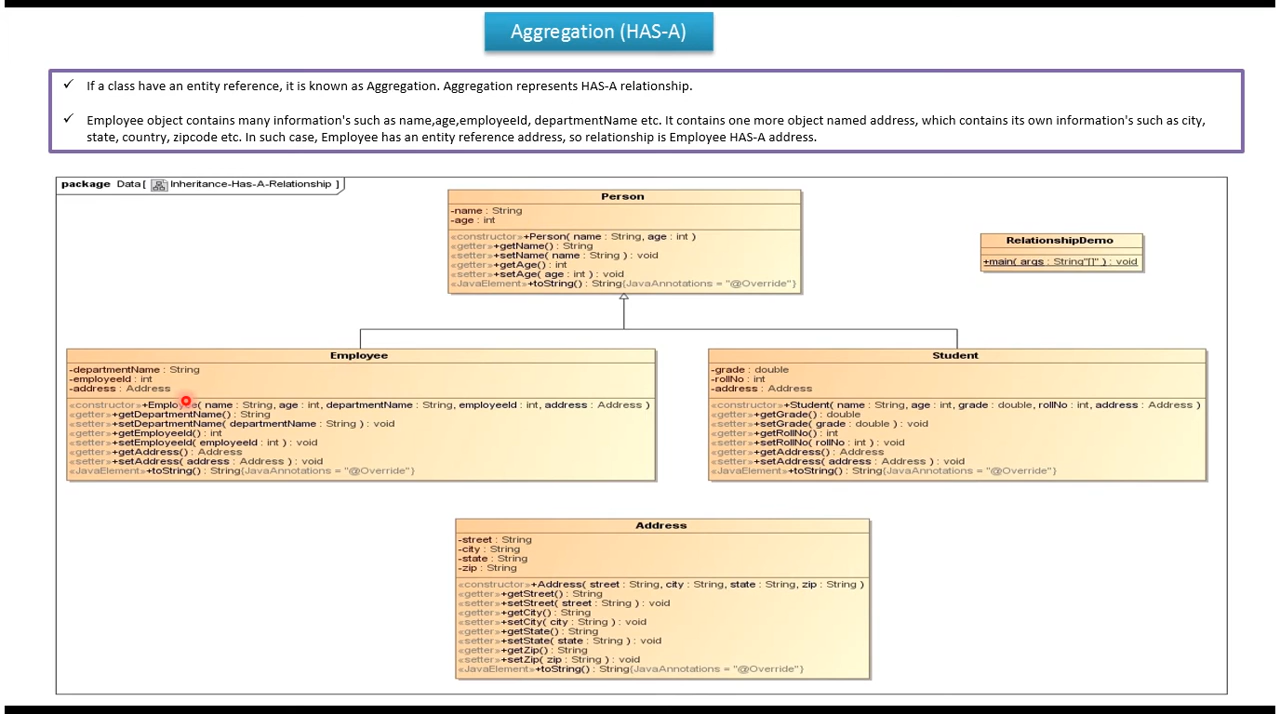 Aggregation (HAS-A)
✓ If a class have an entity reference, it is known as Aggregation. Aggregation represents HAS-A relationship.
✓ Employee object contains many information's such as name,age,employeeId, departmentName etc. It contains one more object named address, which contains its own information's such as city,
state, country, zipcode etc. In such case, Employee has an entity reference address, so relationship is Employee HAS-A address.
package Data[ Inheritance-Has-A-Relationship ]
Person
-name : String
-age : int
«constructor»+Person( name : String, age : int )
«getter»+getName() : String
«setter»+setName( name : String ) : void
«getter»+getAge() : int
«setter»+setAge( age : int ) : void
«JavaElement»+toString() : String{JavaAnnotations = "@Override"}
RelationshipDemo
+main( args : String"[]" ) : void
Employee
-departmentName : String
-employeeId : int
-address : Address
«constructor»+Employee( name : String, age : int, departmentName : String, employeeId : int, address : Address )
«getter»+getDepartmentName() : String
«setter»+setDepartmentName( departmentName : String ) : void
«getter»+getEmployeeId() : int
«setter»+setEmployeeId( employeeId : int ) : void
«getter»+getAddress() : Address
«setter»+setAddress( address : Address ) : void
«JavaElement»+toString() : String{JavaAnnotations = "@Override"}
Student
-grade : double
-rollNo : int
-address : Address
«constructor»+Student( name : String, age : int, grade : double, rollNo : int, address : Address )
«getter»+getGrade() : double
«setter»+setGrade( grade : double ) : void
«getter»+getRollNo() : int
«setter»+setRollNo( rollNo : int ) : void
«getter»+getAddress() : Address
«setter»+setAddress( address : Address ) : void
«JavaElement»+toString() : String{JavaAnnotations = "@Override"}
Address
-street : String
-city : String
-state : String
-zip : String
«constructor»+Address( street : String, city : String, state : String, zip : String )
«getter»+getStreet() : String
«setter»+setStreet( street : String ) : void
«getter»+getCity() : String
«setter»+setCity( city : String ) : void
«getter»+getState() : String
«setter»+setState( state : String ) : void
«getter»+getZip() : String
«setter»+setZip( zip : String ) : void
«JavaElement»+toString() : String{JavaAnnotations = "@Override"}